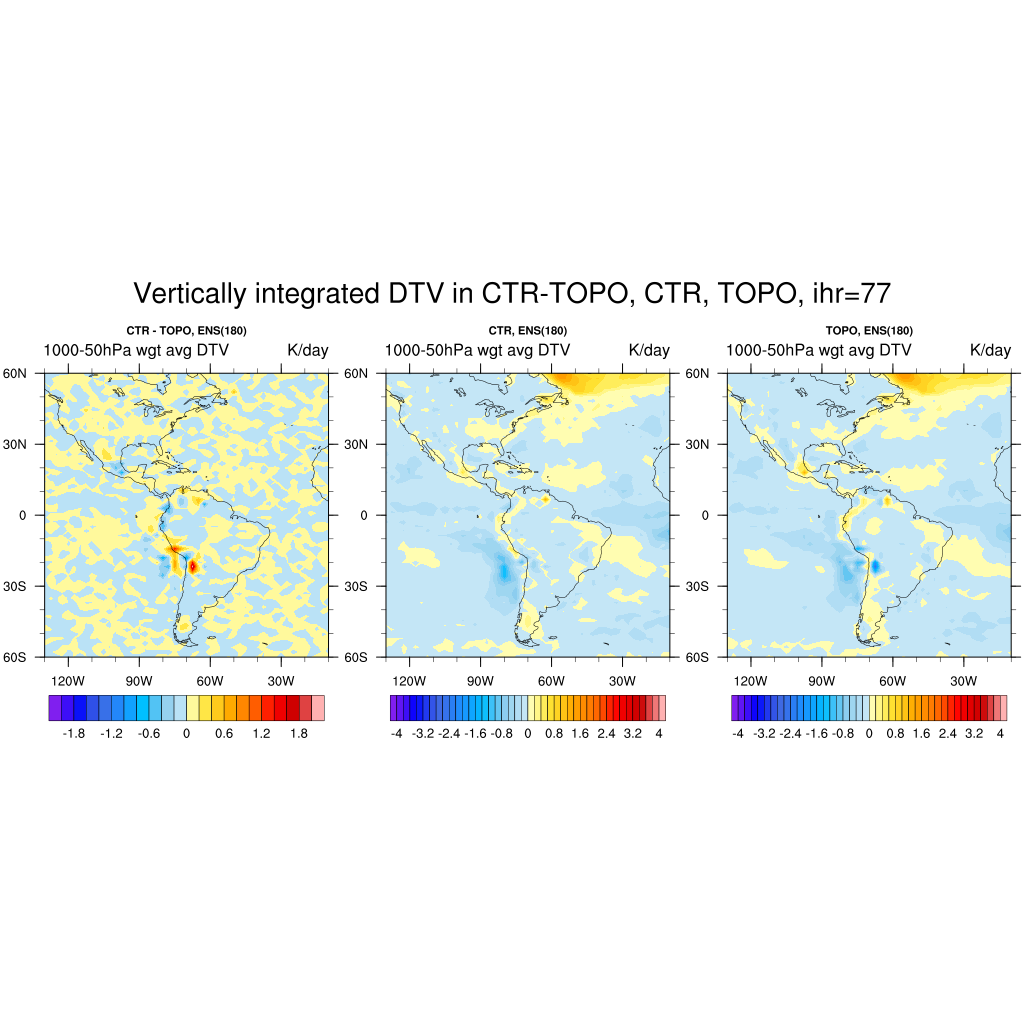 Vertically integrated DTV in CTR-TOPO, CTR, TOPO, ihr=77
CTR - TOPO, ENS(180)
1000-50hPa wgt avg DTV K/day
60N
30N
0
30S
60S
120W 90W 60W 30W
-1.8 -1.2 -0.6 0 0.6 1.2 1.8
CTR, ENS(180)
1000-50hPa wgt avg DTV K/day
60N
30N
0
30S
60S
120W 90W 60W 30W
-4 -3.2 -2.4 -1.6 -0.8 0 0.8 1.6 2.4 3.2 4
TOPO, ENS(180)
1000-50hPa wgt avg DTV K/day
60N
30N
0
30S
60S
120W 90W 60W 30W
-4 -3.2 -2.4 -1.6 -0.8 0 0.8 1.6 2.4 3.2 4